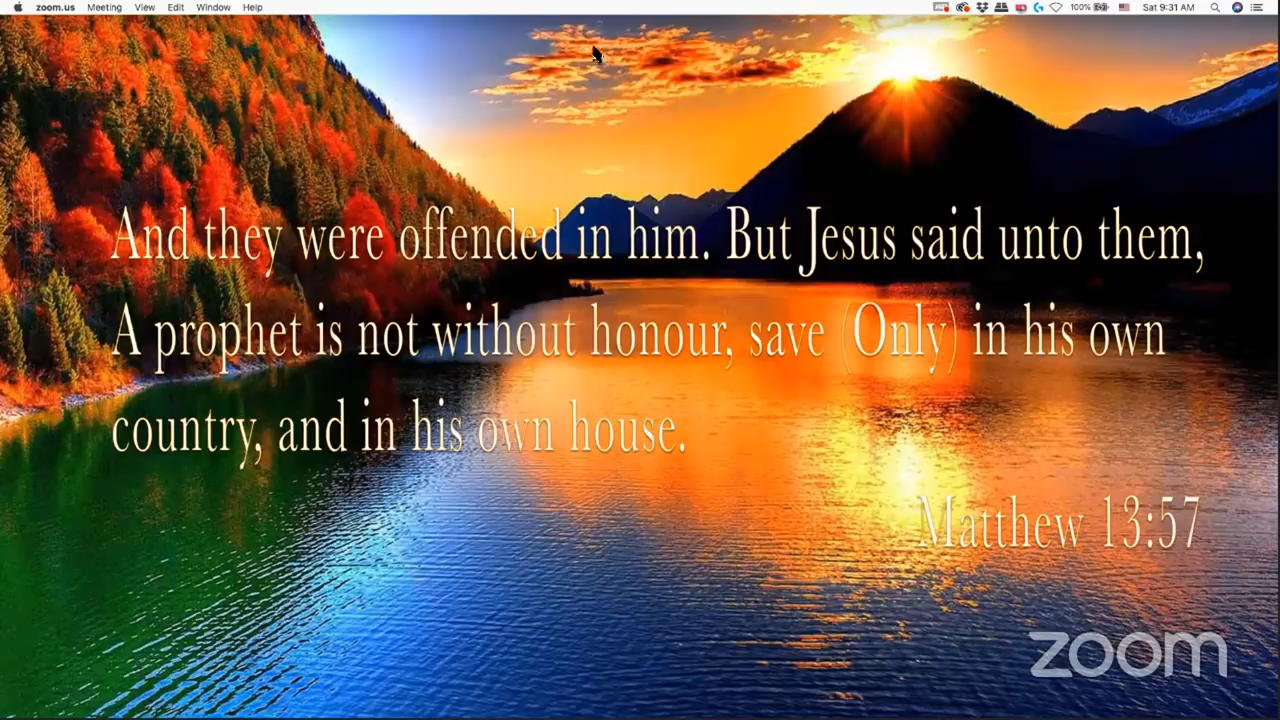 zoom.us Meeting View Edit Window Help 100% Sat 9:31 AM
And they were offended in him. But Jesus said unto them,
A prophet is not without honour, save (Only) in his own
country, and in his own house.
Matthew 13:57
zoom